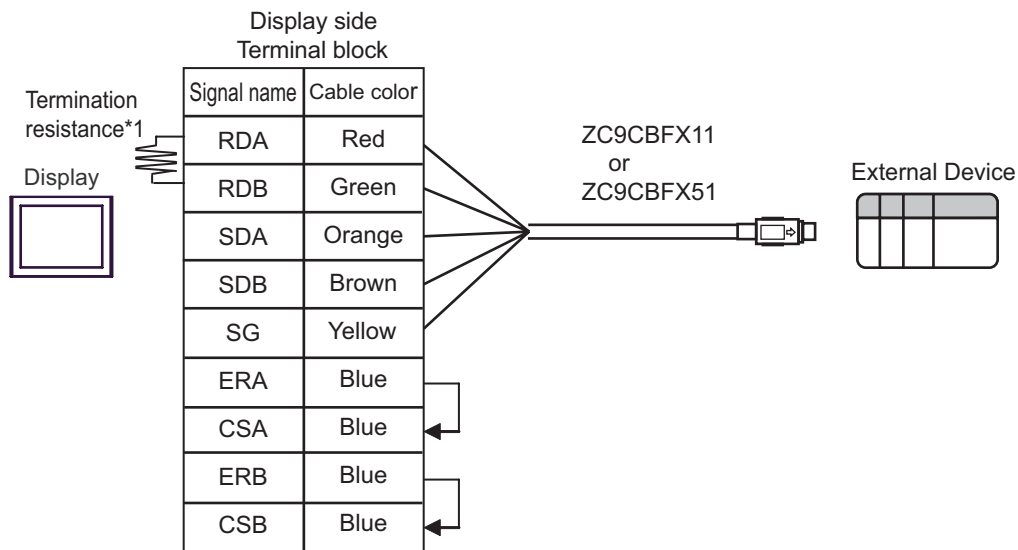 Display side
Terminal block
Signal name Cable color
Termination
resistance*1
RDA Red
RDB Green
Display
SDA Orange
SDB Brown
SG Yellow
ERA Blue
CSA Blue
ERB Blue
CSB Blue
ZC9CBFX11
or
ZC9CBFX51
External Device